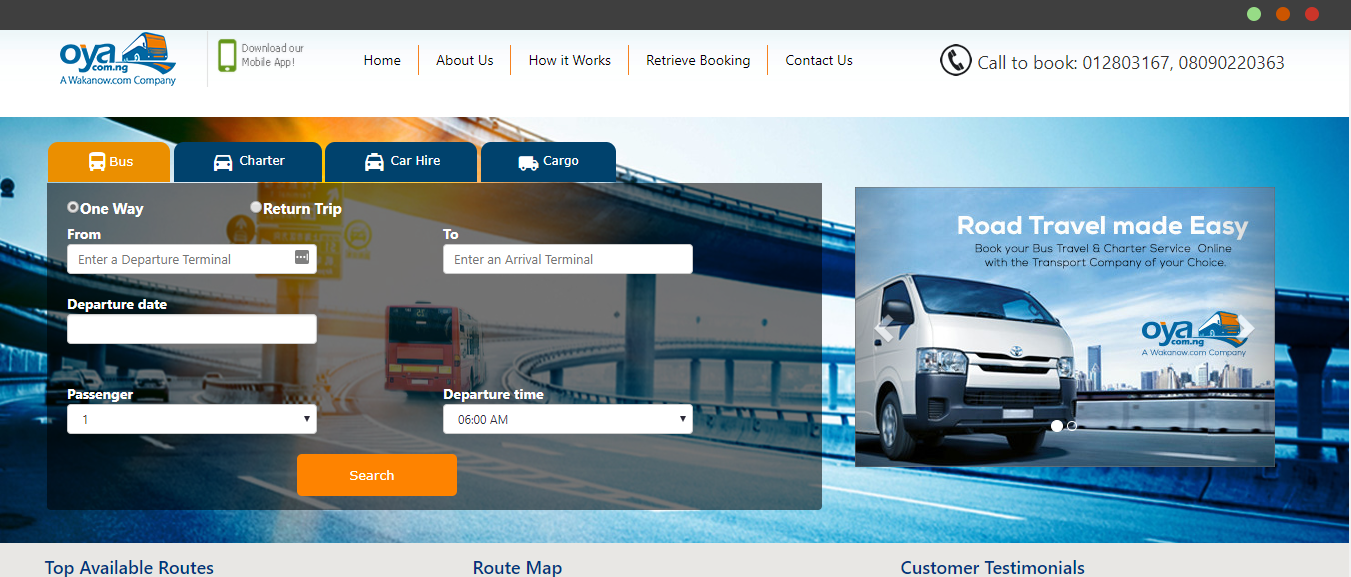 oya
com.ng
A Wakanow.com Company
Download our
Mobile App!
Home
About Us
How it Works
Retrieve Booking
Contact Us
Call to book: 012803167, 08090220363
Bus
Charter
Car Hire
Cargo
One Way
Return Trip
From
To
Enter a Departure Terminal
Enter an Arrival Terminal
Departure date
Passenger
Departure time
1
06:00 AM
Search
Road Travel made Easy
Book your Bus Travel & Charter Service Online
with the Transport Company of your Choice.
oya
com.ng
A Wakanow.com Company
Top Available Routes
Route Map
Customer Testimonials